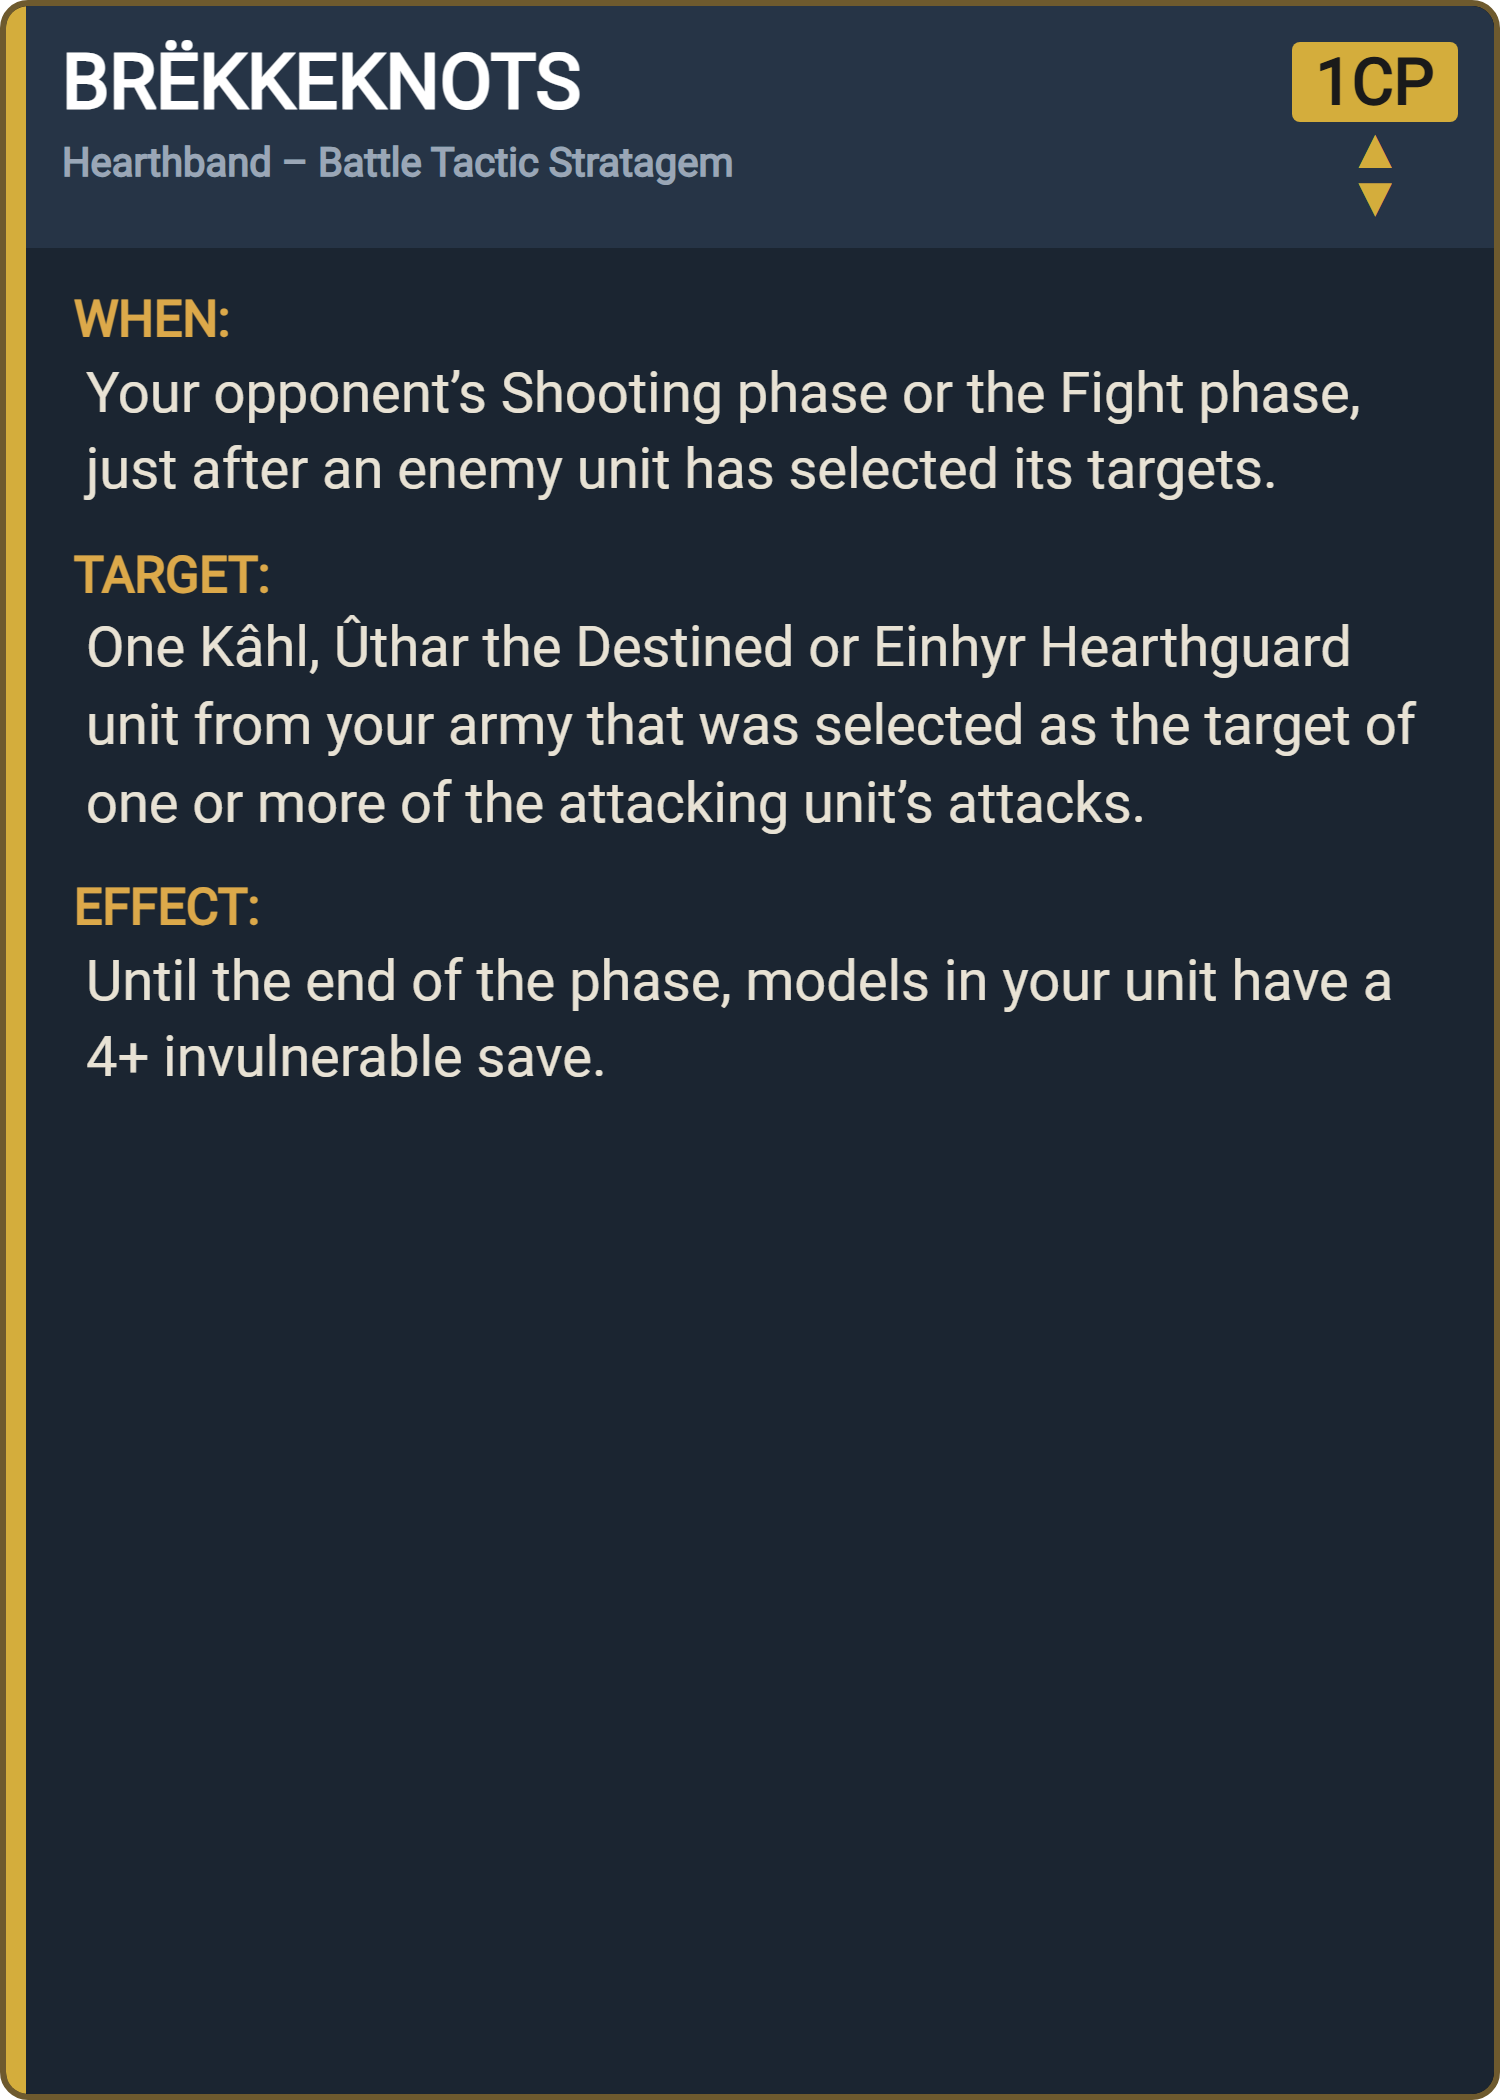 BRËKKEKNOTS
1CP
Hearthband – Battle Tactic Stratagem
▲
▼
WHEN:
Your opponent’s Shooting phase or the Fight phase,
just after an enemy unit has selected its targets.
TARGET:
One Kâhl, Ûthar the Destined or Einhyr Hearthguard
unit from your army that was selected as the target of
one or more of the attacking unit’s attacks.
EFFECT:
Until the end of the phase, models in your unit have a
4+ invulnerable save.